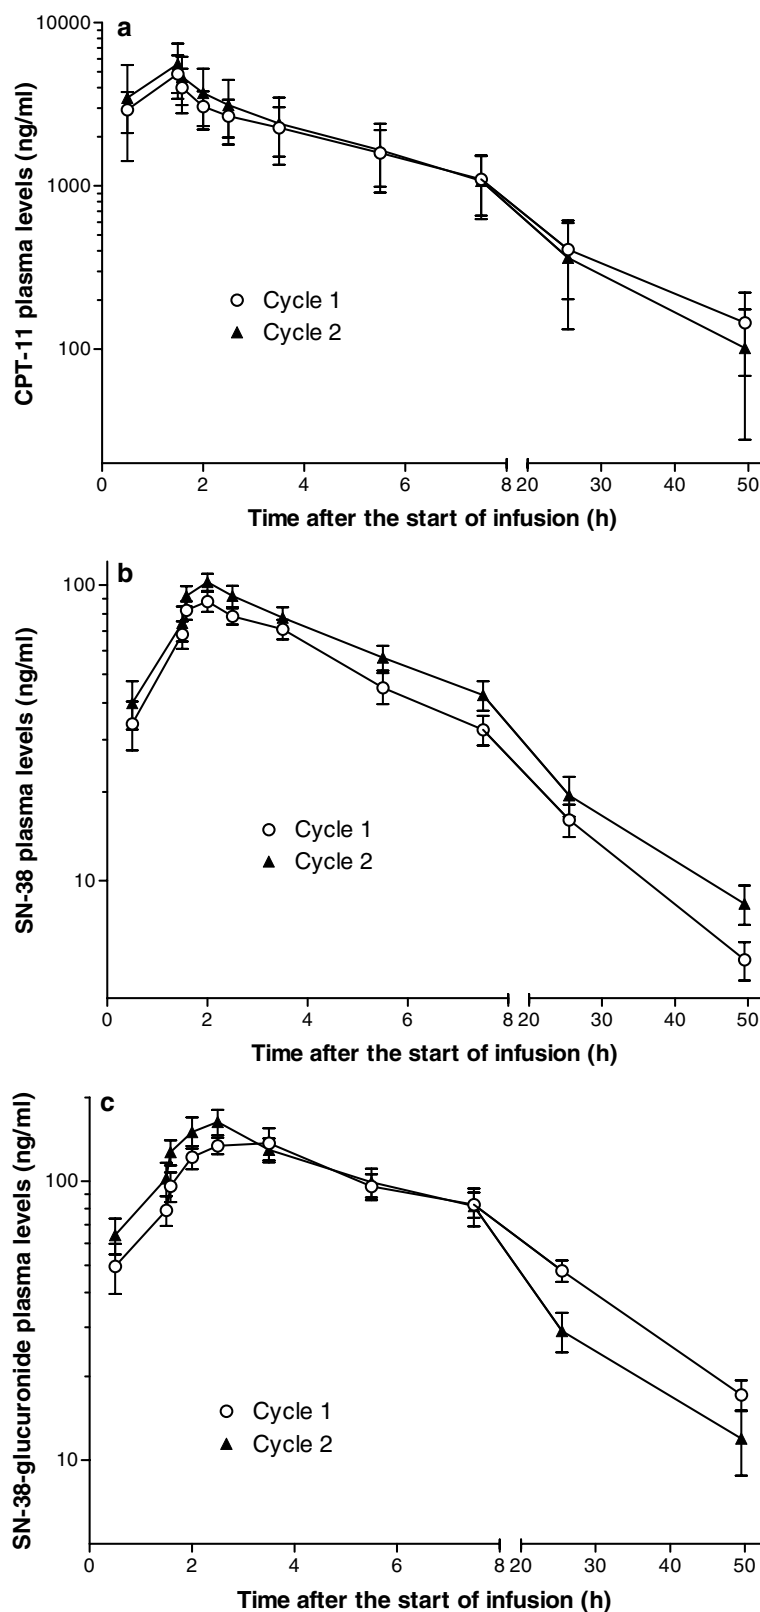 a
CPT-11 plasma levels (ng/ml)
10000
1000
100
Cycle 1
Cycle 2
0 2 4 6 8 20 30 40 50
Time after the start of infusion (h)
b
SN-38 plasma levels (ng/ml)
100
10
Cycle 1
Cycle 2
0 2 4 6 8 20 30 40 50
Time after the start of infusion (h)
c
SN-38-glucuronide plasma levels (ng/ml)
100
10
Cycle 1
Cycle 2
0 2 4 6 8 20 30 40 50
Time after the start of infusion (h)